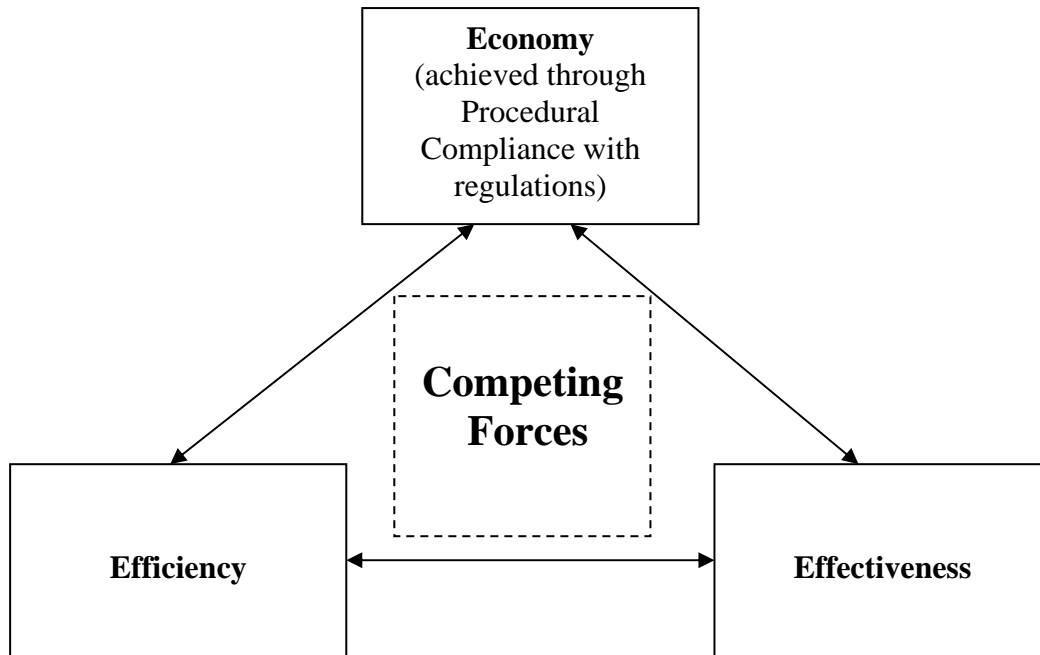 Economy
(achieved through
Procedural
Compliance with
regulations)
Competing
Forces
Efficiency
Effectiveness